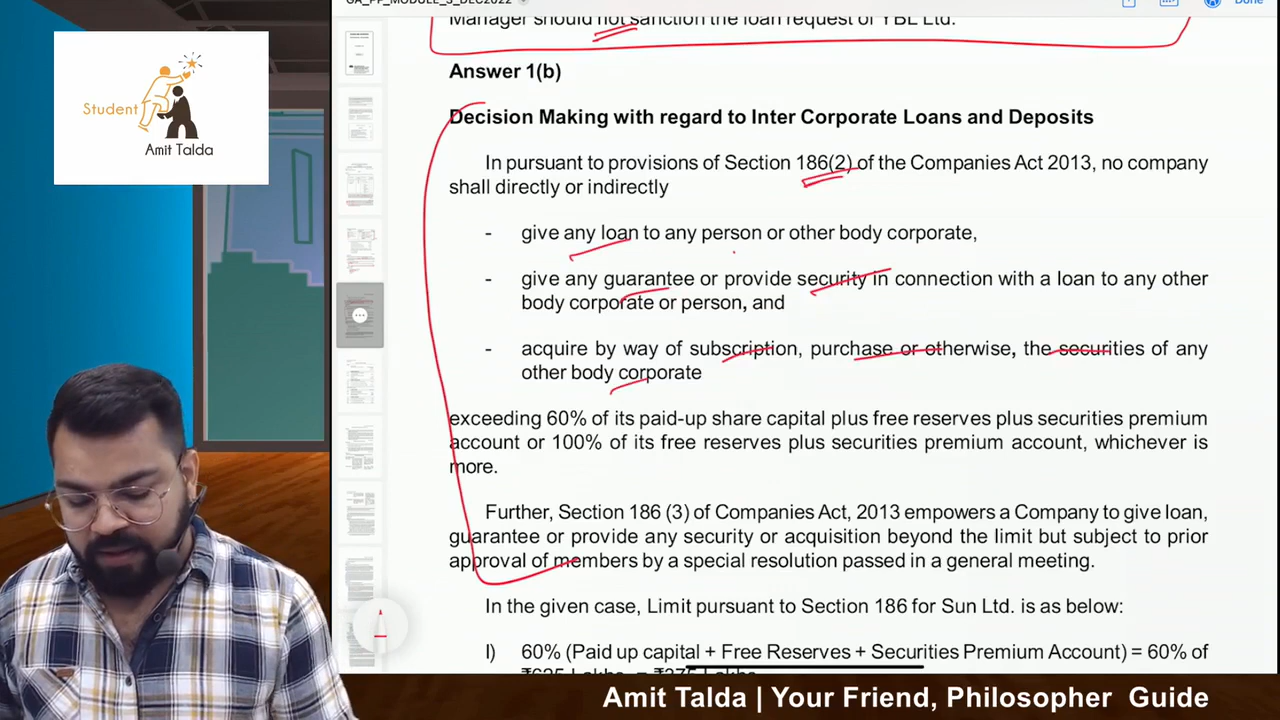 GA_PP_MODULE_3_DEC2022
Done
Manager should not sanction the loan request of YBL Ltd.
Student
Amit Talda
Answer 1(b)
Decision Making with regard to Inter Corporate Loans and Deposits
In pursuant to provisions of Section 186(2) of the Companies Act 2013, no company
shall directly or indirectly
- give any loan to any person or other body corporate,
- give any guarantee or provide security in connection with a loan to any other
body corporate or person, and
- acquire by way of subscription, purchase or otherwise, the securities of any
other body corporate
exceeding 60% of its paid-up share capital plus free reserves plus securities premium
account or 100% of its free reserves plus securities premium account, whichever is
more.
Further, Section 186 (3) of Companies Act, 2013 empowers a Company to give loan,
guarantee or provide any security or acquisition beyond the limit but subject to prior
approval of members by a special resolution passed in a general meeting.
In the given case, Limit pursuant to Section 186 for Sun Ltd. is as below:
I) 60% (Paid up capital + Free Reserves + Securities Premium Account) = 60% of
Amit Talda | Your Friend, Philosopher Guide